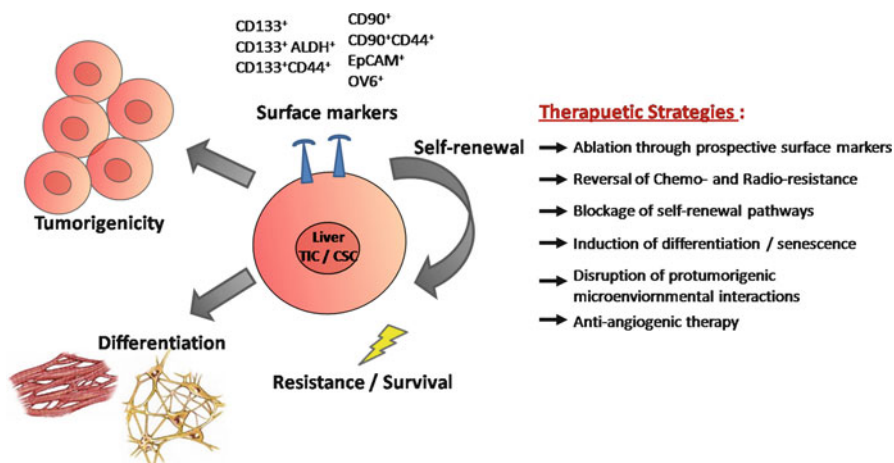 CD133⁺
CD133⁺ ALDH⁺
CD133⁺CD44⁺
CD90⁺
CD90⁺CD44⁺
EpCAM⁺
OV6⁺
Surface markers
Self-renewal
Tumorigenicity
Liver
TIC / CSC
Differentiation
Resistance / Survival
Therapuetic Strategies :
Ablation through prospective surface markers
Reversal of Chemo- and Radio-resistance
Blockage of self-renewal pathways
Induction of differentiation / senescence
Disruption of protumorigenic
microenviornmental interactions
Anti-angiogenic therapy